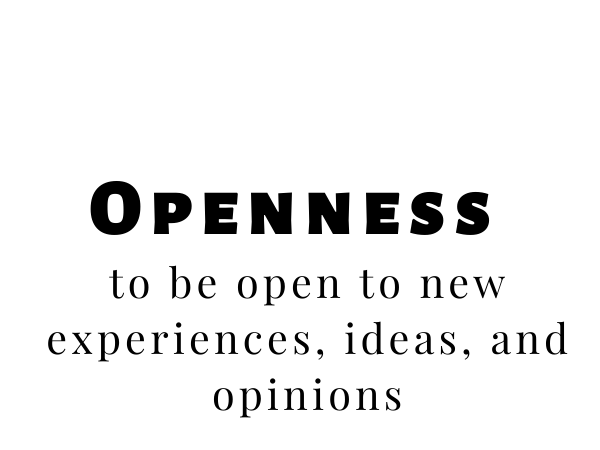 Openness
to be open to new
experiences, ideas, and
opinions